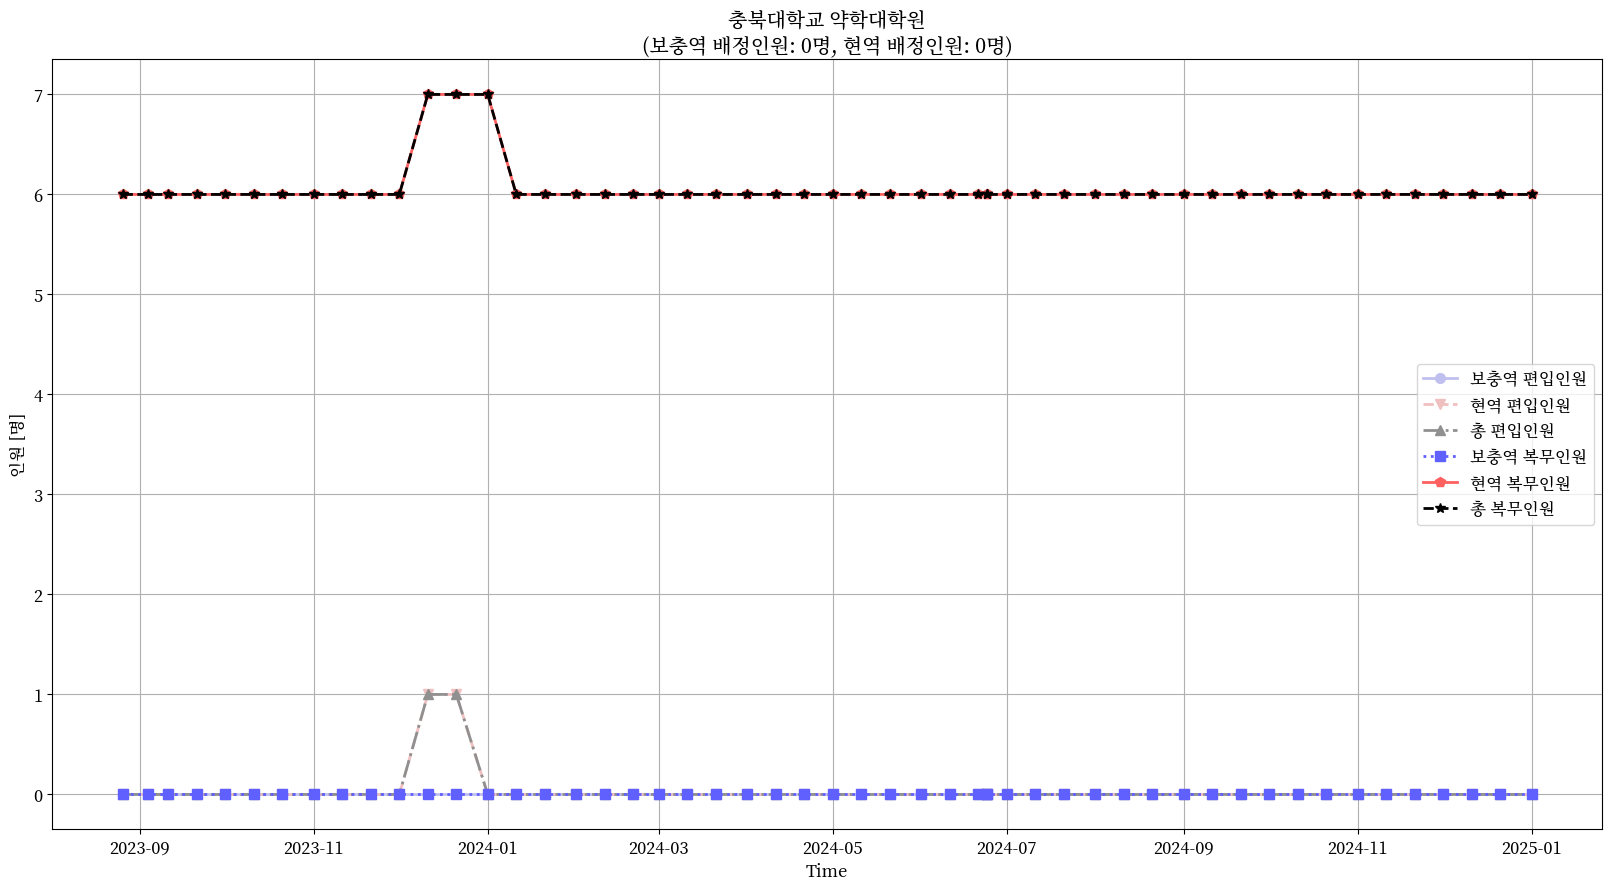 충북대학교 약학대학원
(보충역 배정인원: 0명, 현역 배정인원: 0명)
7
6
5
4
3
2
1
0
인원 [명]
보충역 편입인원
현역 편입인원
총 편입인원
보충역 복무인원
현역 복무인원
총 복무인원
2023-09 2023-11 2024-01 2024-03 2024-05 2024-07 2024-09 2024-11 2025-01
Time